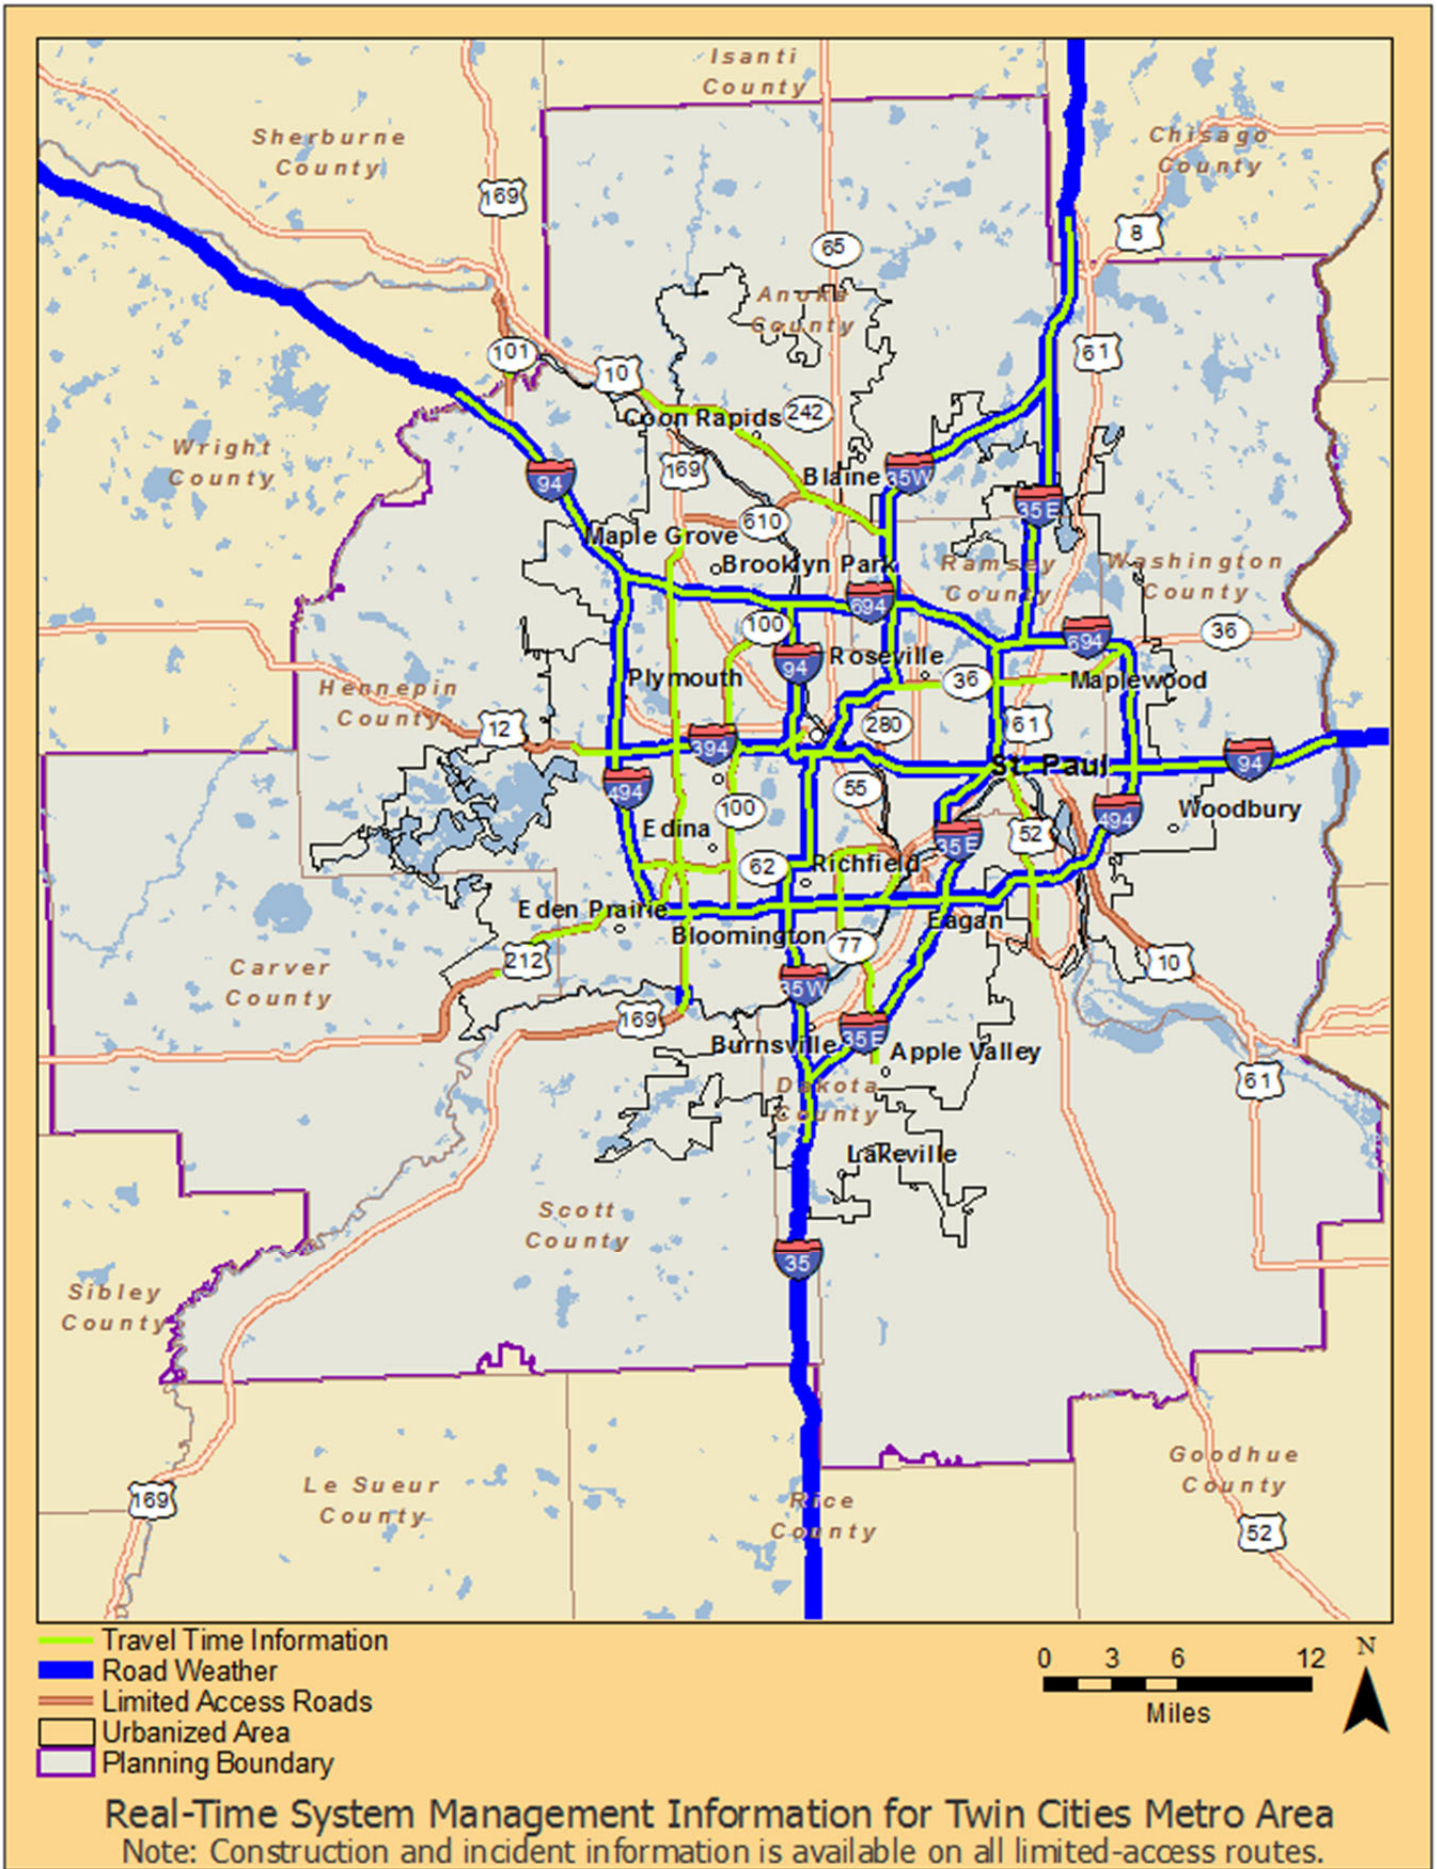 Isanti
County
Sherburne
County
Chisago
County
169
8
65
Anoka
County
101
61
10
Coon Rapids
242
Wright
County
169
Blaine
35W
94
35E
610
Maple Grove
Brooklyn Park
Ramsey
County
Washington
County
694
100
36
694
94
Roseville
Plymouth
36
Maplewood
Hennepin
County
12
280
61
394
St. Paul
94
494
55
100
494
Woodbury
Edina
52
35E
62
Richfield
Eden Prairie
Eagan
Bloomington
77
212
10
Carver
County
35W
169
35E
Burnsville
Apple Valley
61
Dakota
County
Lakeville
Scott
County
35
Sibley
County
Le Sueur
County
Goodhue
County
169
Rice
County
52
Travel Time Information
Road Weather
Limited Access Roads
Urbanized Area
Planning Boundary
0 3 6 12
Miles
N
Real-Time System Management Information for Twin Cities Metro Area
Note: Construction and incident information is available on all limited-access routes.